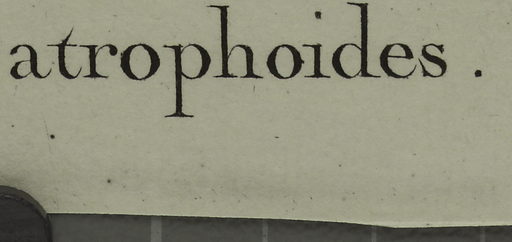 atrophoides .